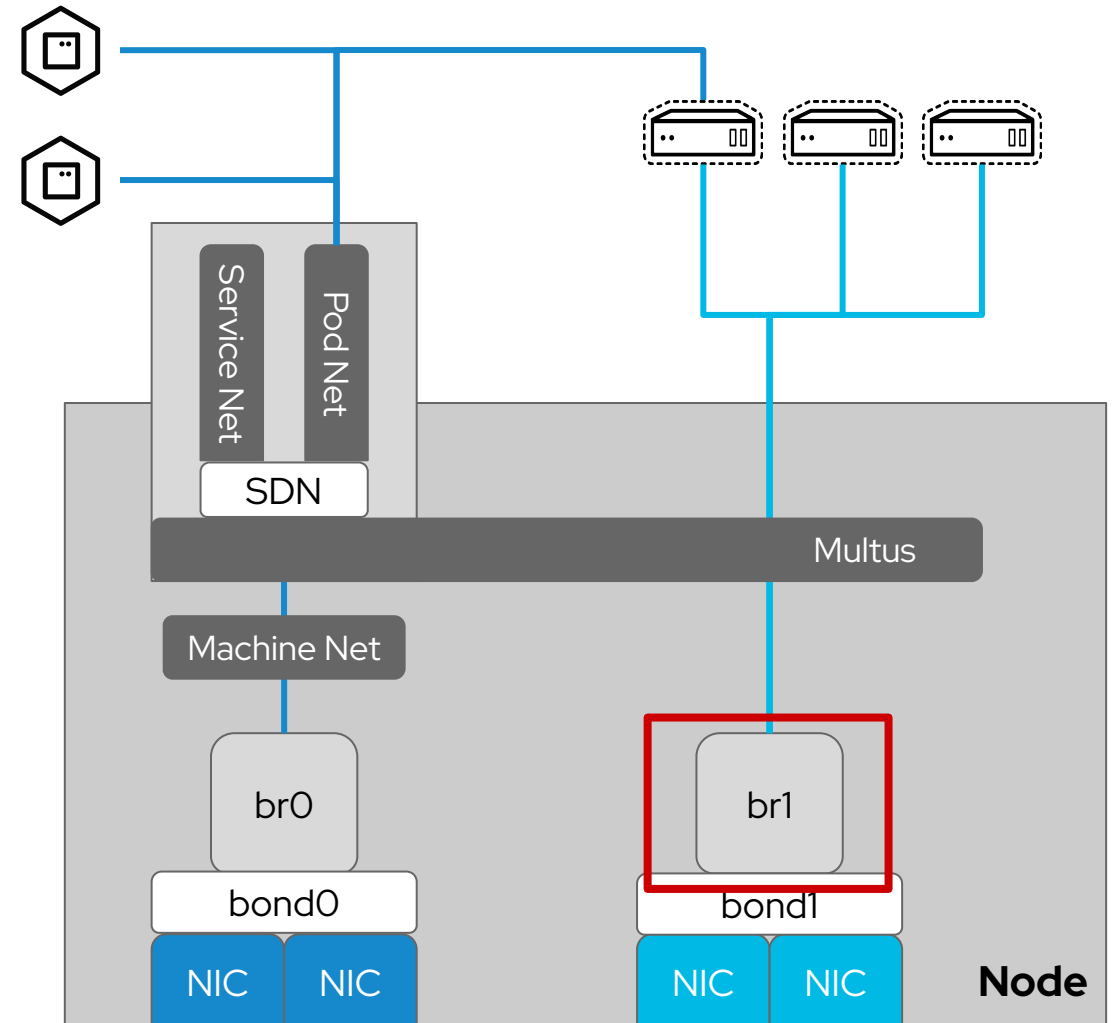 Service Net
Pod Net
SDN
Multus
Machine Net
br0
br1
bond0
bond1
NIC
NIC
NIC
NIC
Node